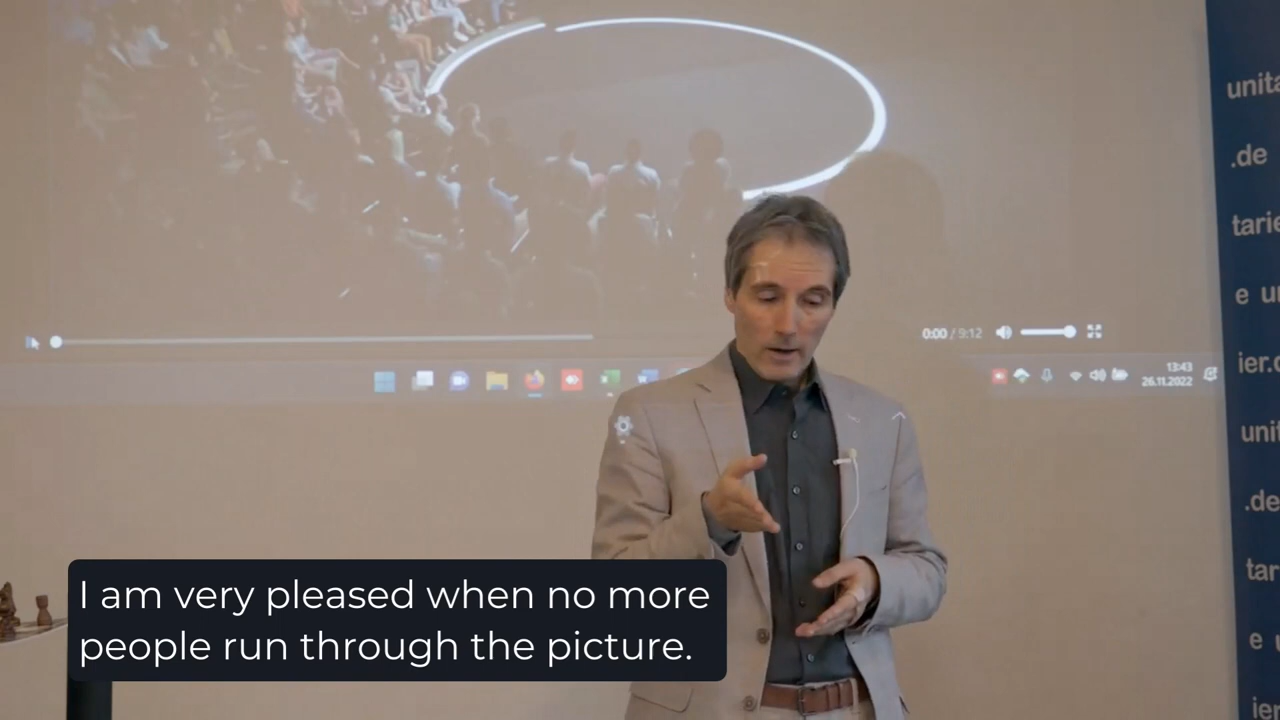 unita
.de
tarie
e un
ier.d
unit
.de
tar
e u
ier
0:00 / 9:12
13:43
26.11.2022
I am very pleased when no more
people run through the picture.